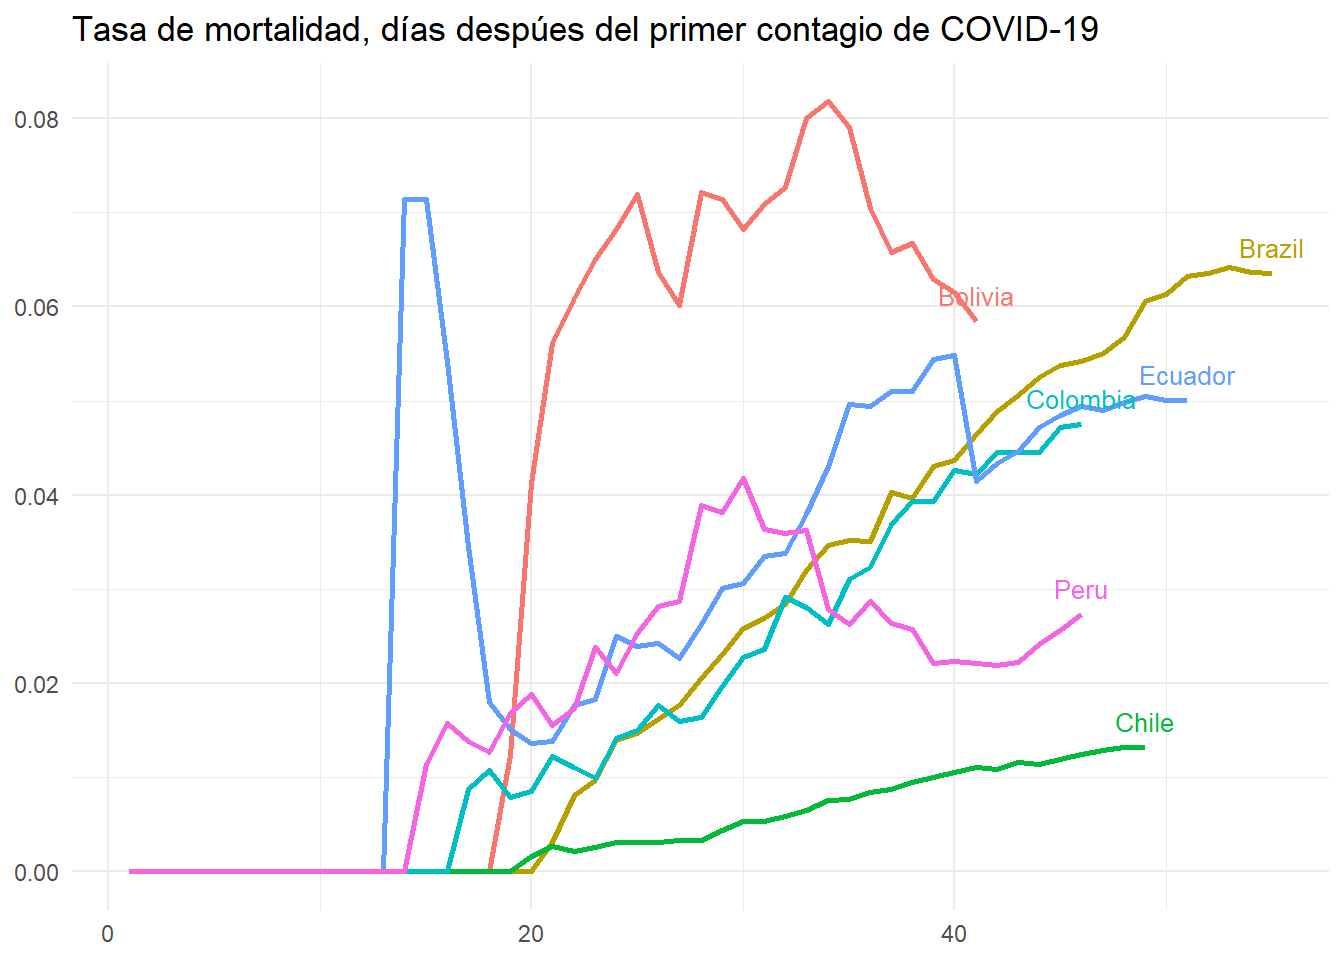 Tasa de mortalidad, días despúes del primer contagio de COVID-19
0.08
Brazil
0.06
Bolivia
Ecuador
Colombia
0.04
Peru
0.02
Chile
0.00
0 20 40